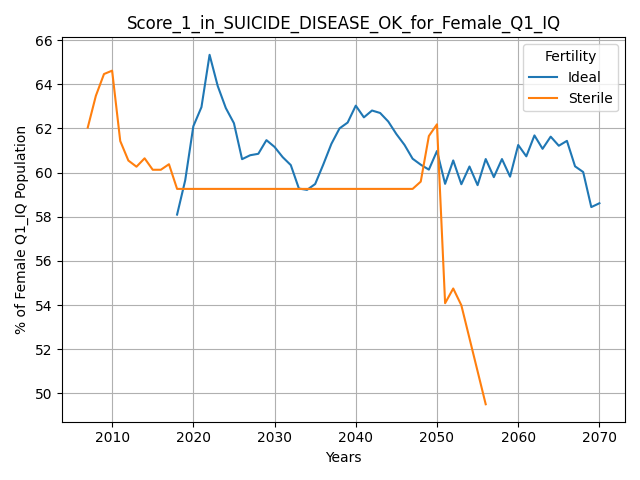 Score_1_in_SUICIDE_DISEASE_OK_for_Female_Q1_IQ
Fertility
Ideal
Sterile
% of Female Q1_IQ Population
66
64
62
60
58
56
54
52
50
2010
2020
2030
2040
2050
2060
2070
Years